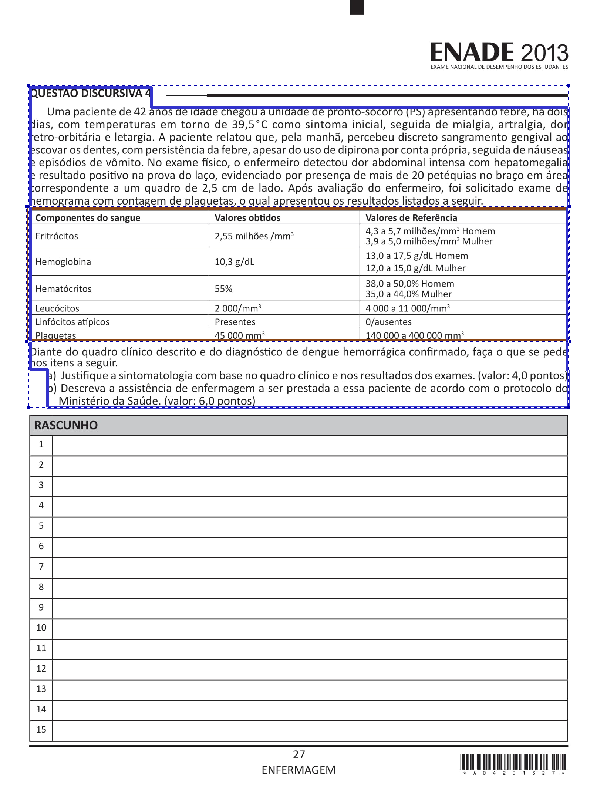 ENADE 2013
EXAME NACIONAL DE DESEMPENHO DOS ESTUDANTES
QUESTÃO DISCURSIVA 4
Uma paciente de 42 anos de idade chegou à unidade de pronto-socorro (PS) apresentando febre, há dois
dias, com temperaturas em torno de 39,5°C como sintoma inicial, seguida de mialgia, artralgia, dor
retro-orbitária e letargia. A paciente relatou que, pela manhã, percebeu discreto sangramento gengival ao
escovar os dentes, com persistência da febre, apesar do uso de dipirona por conta própria, seguida de náuseas
e episódios de vômito. No exame físico, o enfermeiro detectou dor abdominal intensa com hepatomegalia
e resultado positivo na prova do laço, evidenciado por presença de mais de 20 petéquias no braço em área
correspondente a um quadro de 2,5 cm de lado. Após avaliação do enfermeiro, foi solicitado exame de
hemograma com contagem de plaquetas, o qual apresentou os resultados listados a seguir.
Componentes do sangue Valores obtidos Valores de Referência
Eritrócitos 2,55 milhões /mm³ 4,3 a 5,7 milhões/mm³ Homem
3,9 a 5,0 milhões/mm³ Mulher
Hemoglobina 10,3 g/dL 13,0 a 17,5 g/dL Homem
12,0 a 15,0 g/dL Mulher
Hematócritos 55% 38,0 a 50,0% Homem
35,0 a 44,0% Mulher
Leucócitos 2 000/mm³ 4 000 a 11 000/mm³
Linfócitos atípicos Presentes 0/ausentes
Plaquetas 45 000 mm³ 140 000 a 400 000 mm³
Diante do quadro clínico descrito e do diagnóstico de dengue hemorrágica confirmado, faça o que se pede
nos itens a seguir.
a) Justifique a sintomatologia com base no quadro clínico e nos resultados dos exames. (valor: 4,0 pontos)
b) Descreva a assistência de enfermagem a ser prestada a essa paciente de acordo com o protocolo do
Ministério da Saúde. (valor: 6,0 pontos)
RASCUNHO
1
2
3
4
5
6
7
8
9
10
11
12
13
14
15
27
ENFERMAGEM